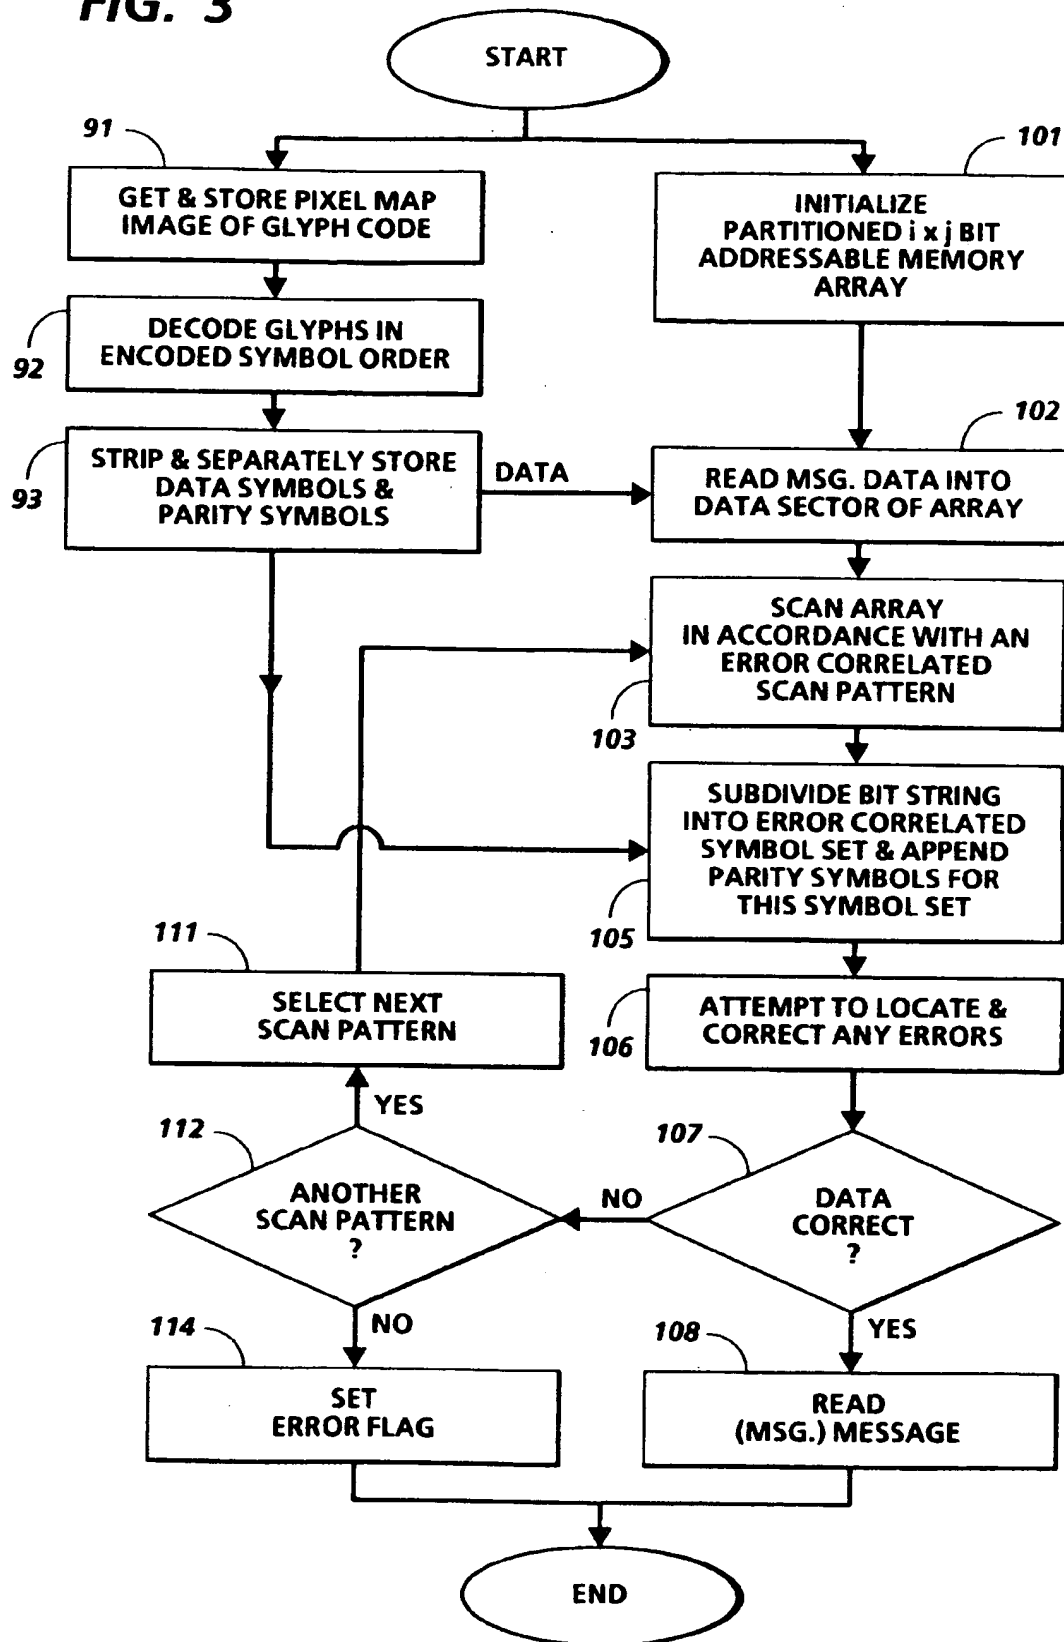 FIG. 3
START
91
GET & STORE PIXEL MAP
IMAGE OF GLYPH CODE
101
INITIALIZE
PARTITIONED i x j BIT
ADDRESSABLE MEMORY
ARRAY
92
DECODE GLYPHS IN
ENCODED SYMBOL ORDER
93
STRIP & SEPARATELY STORE
DATA SYMBOLS &
PARITY SYMBOLS
DATA
102
READ MSG. DATA INTO
DATA SECTOR OF ARRAY
SCAN ARRAY
IN ACCORDANCE WITH AN
ERROR CORRELATED
SCAN PATTERN
103
SUBDIVIDE BIT STRING
INTO ERROR CORRELATED
SYMBOL SET & APPEND
PARITY SYMBOLS FOR
THIS SYMBOL SET
105
111
SELECT NEXT
SCAN PATTERN
ATTEMPT TO LOCATE &
CORRECT ANY ERRORS
106
YES
112
ANOTHER
SCAN PATTERN
?
NO
107
DATA
CORRECT
?
NO
YES
114
SET
ERROR FLAG
108
READ
(MSG.) MESSAGE
END